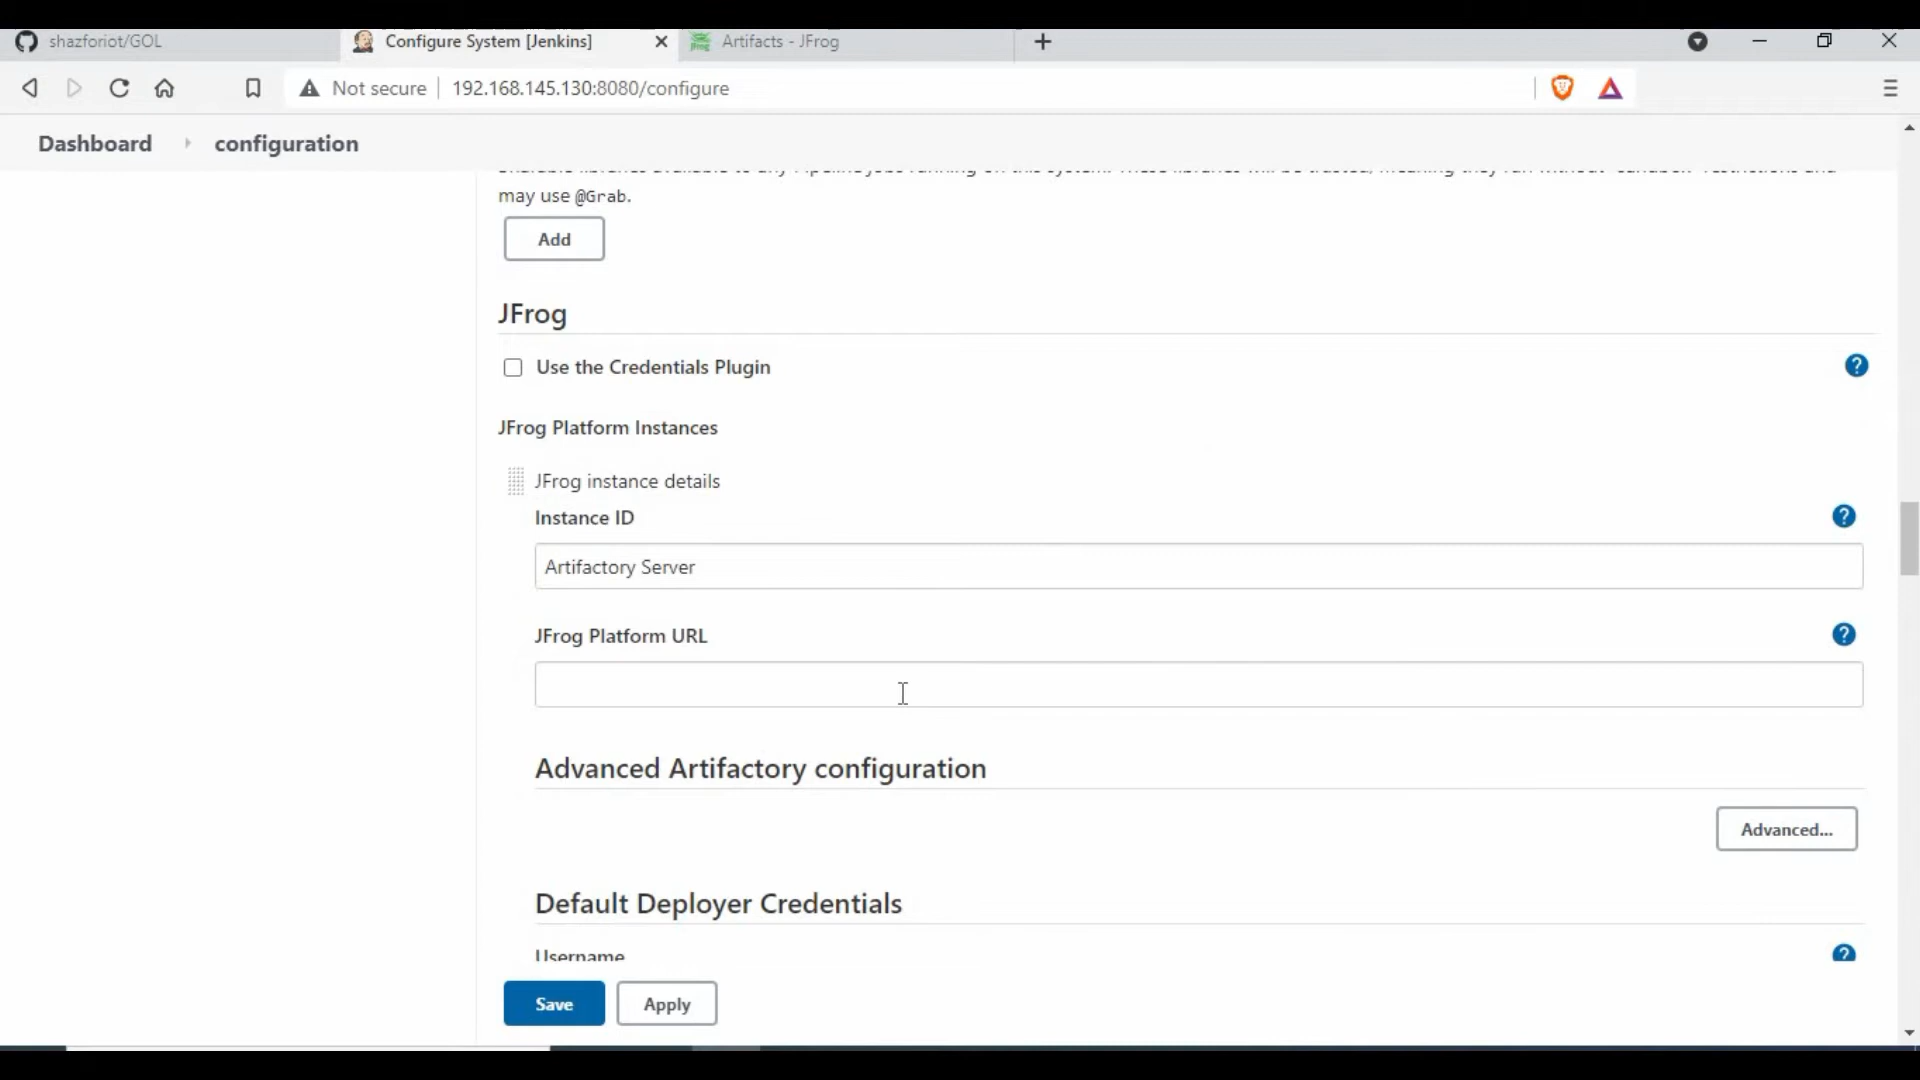 shazforiot/GOL
Configure System [Jenkins]
Artifacts - JFrog
Not secure
192.168.145.130:8080/configure
Dashboard
configuration
may use @Grab.
Add
JFrog
Use the Credentials Plugin
?
JFrog Platform Instances
JFrog instance details
Instance ID
?
Artifactory Server
JFrog Platform URL
?
Advanced Artifactory configuration
Advanced...
Default Deployer Credentials
Username
?
Save
Apply